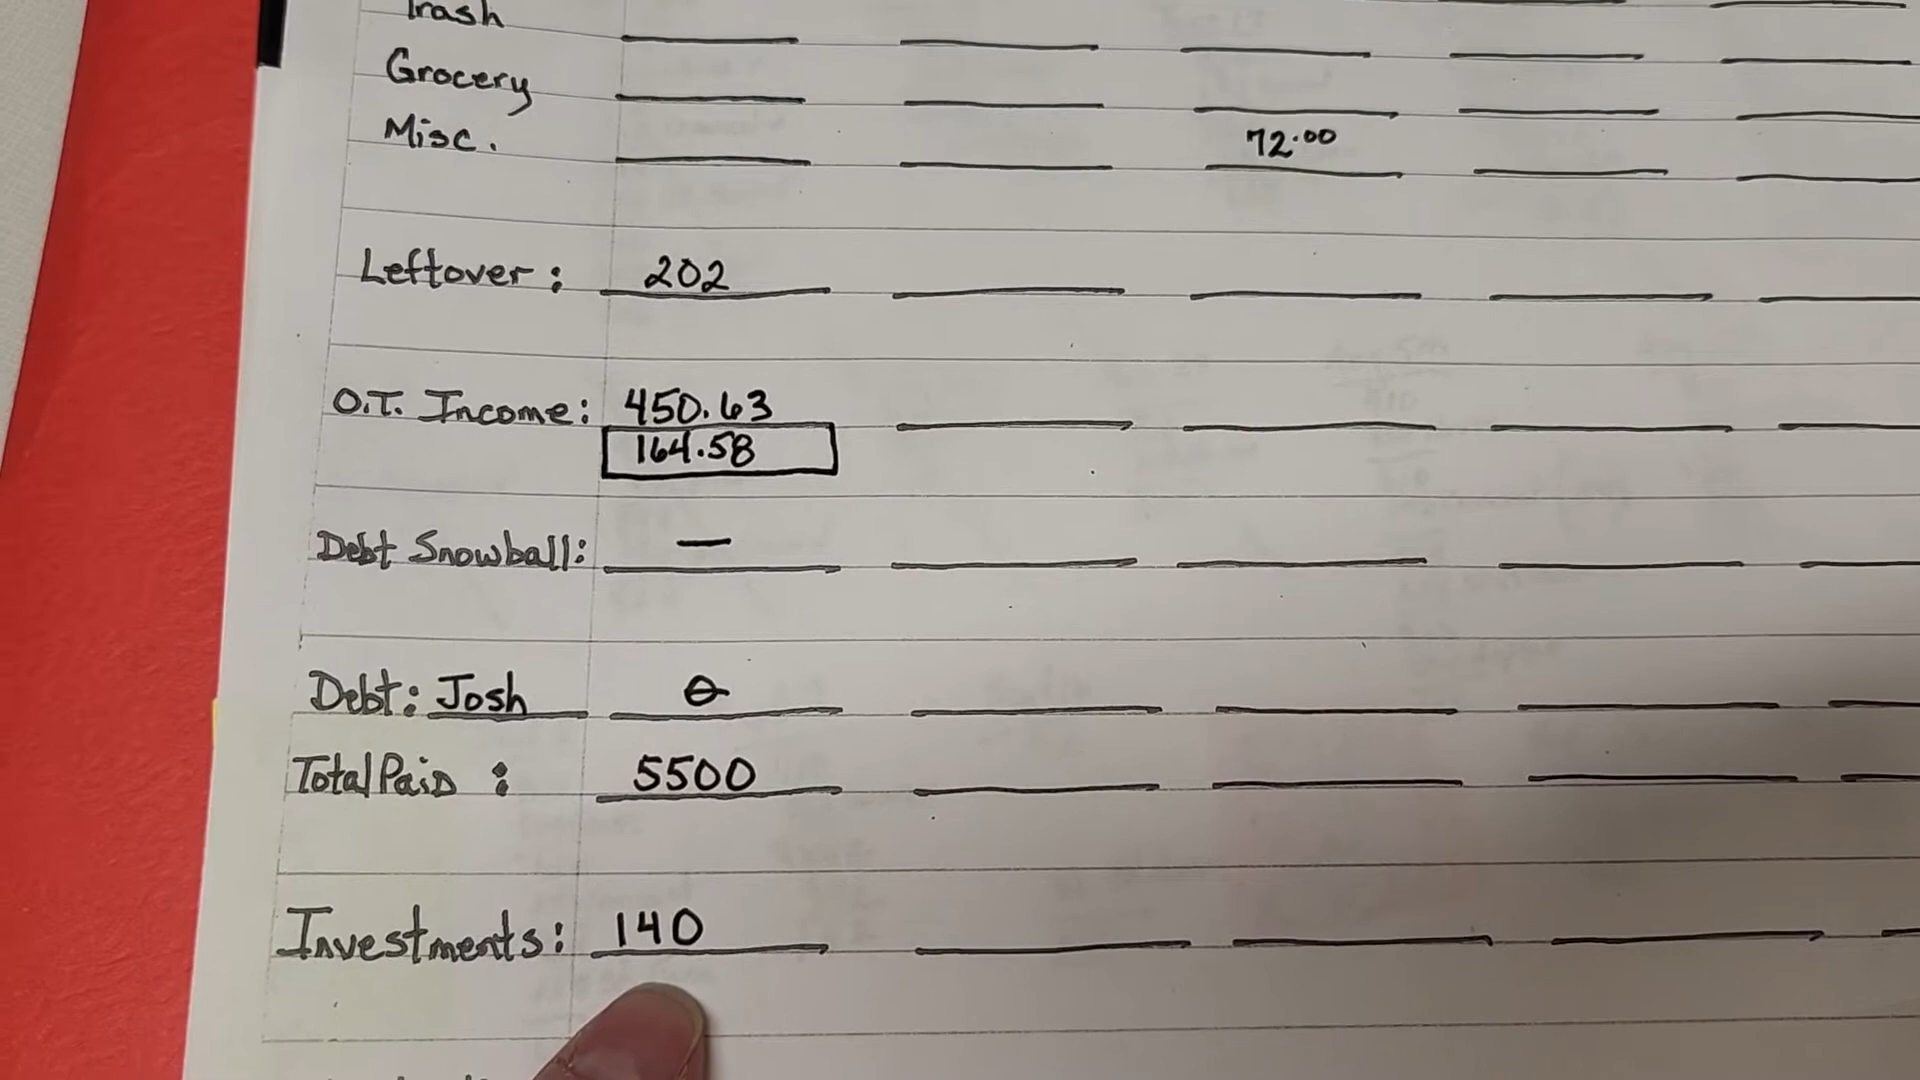 Trash
Grocery
Misc. 72.00
Leftover: 202
O.T. Income: 450.63
164.58
Debt Snowball: —
Debt: Josh θ
Total Paid: 5500
Investments: 140